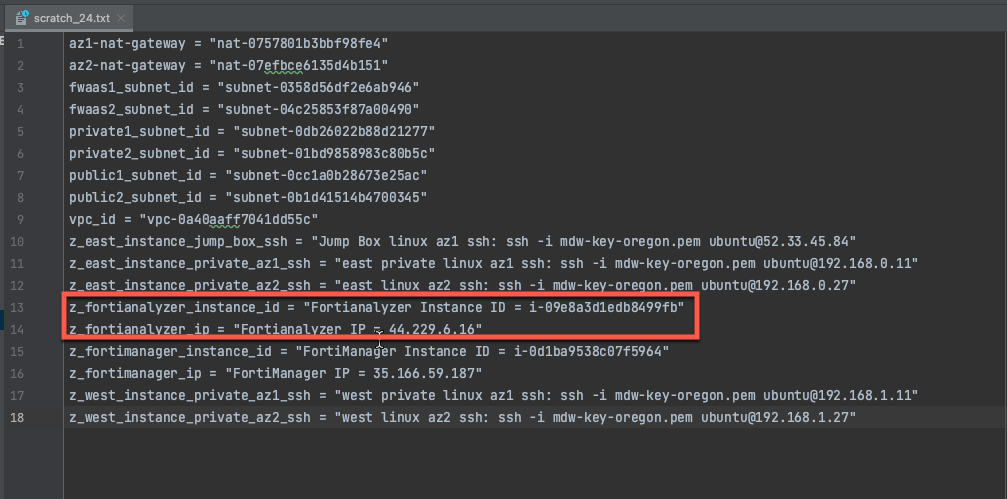 scratch_24.txt
1 az1-nat-gateway = "nat-0757801b3bbf98fe4"
2 az2-nat-gateway = "nat-07efbce6135d4b151"
3 fwaas1_subnet_id = "subnet-0358d56df2e6ab946"
4 fwaas2_subnet_id = "subnet-04c25853f87a00490"
5 private1_subnet_id = "subnet-0db26022b88d21277"
6 private2_subnet_id = "subnet-01bd9858983c80b5c"
7 public1_subnet_id = "subnet-0cc1a0b28673e25ac"
8 public2_subnet_id = "subnet-0b1d41514b4700345"
9 vpc_id = "vpc-0a40aaff7041dd55c"
10 z_east_instance_jump_box_ssh = "Jump Box linux az1 ssh: ssh -i mdw-key-oregon.pem ubuntu@52.33.45.84"
11 z_east_instance_private_az1_ssh = "east private linux az1 ssh: ssh -i mdw-key-oregon.pem ubuntu@192.168.0.11"
12 z_east_instance_private_az2_ssh = "east linux az2 ssh: ssh -i mdw-key-oregon.pem ubuntu@192.168.0.27"
13 z_fortianalyzer_instance_id = "Fortianalyzer Instance ID = i-09e8a3d1edb8499fb"
14 z_fortianalyzer_ip = "Fortianalyzer IP = 44.229.6.16"
15 z_fortimanager_instance_id = "FortiManager Instance ID = i-0d1ba9538c07f5964"
16 z_fortimanager_ip = "FortiManager IP = 35.166.59.187"
17 z_west_instance_private_az1_ssh = "west private linux az1 ssh: ssh -i mdw-key-oregon.pem ubuntu@192.168.1.11"
18 z_west_instance_private_az2_ssh = "west linux az2 ssh: ssh -i mdw-key-oregon.pem ubuntu@192.168.1.27"